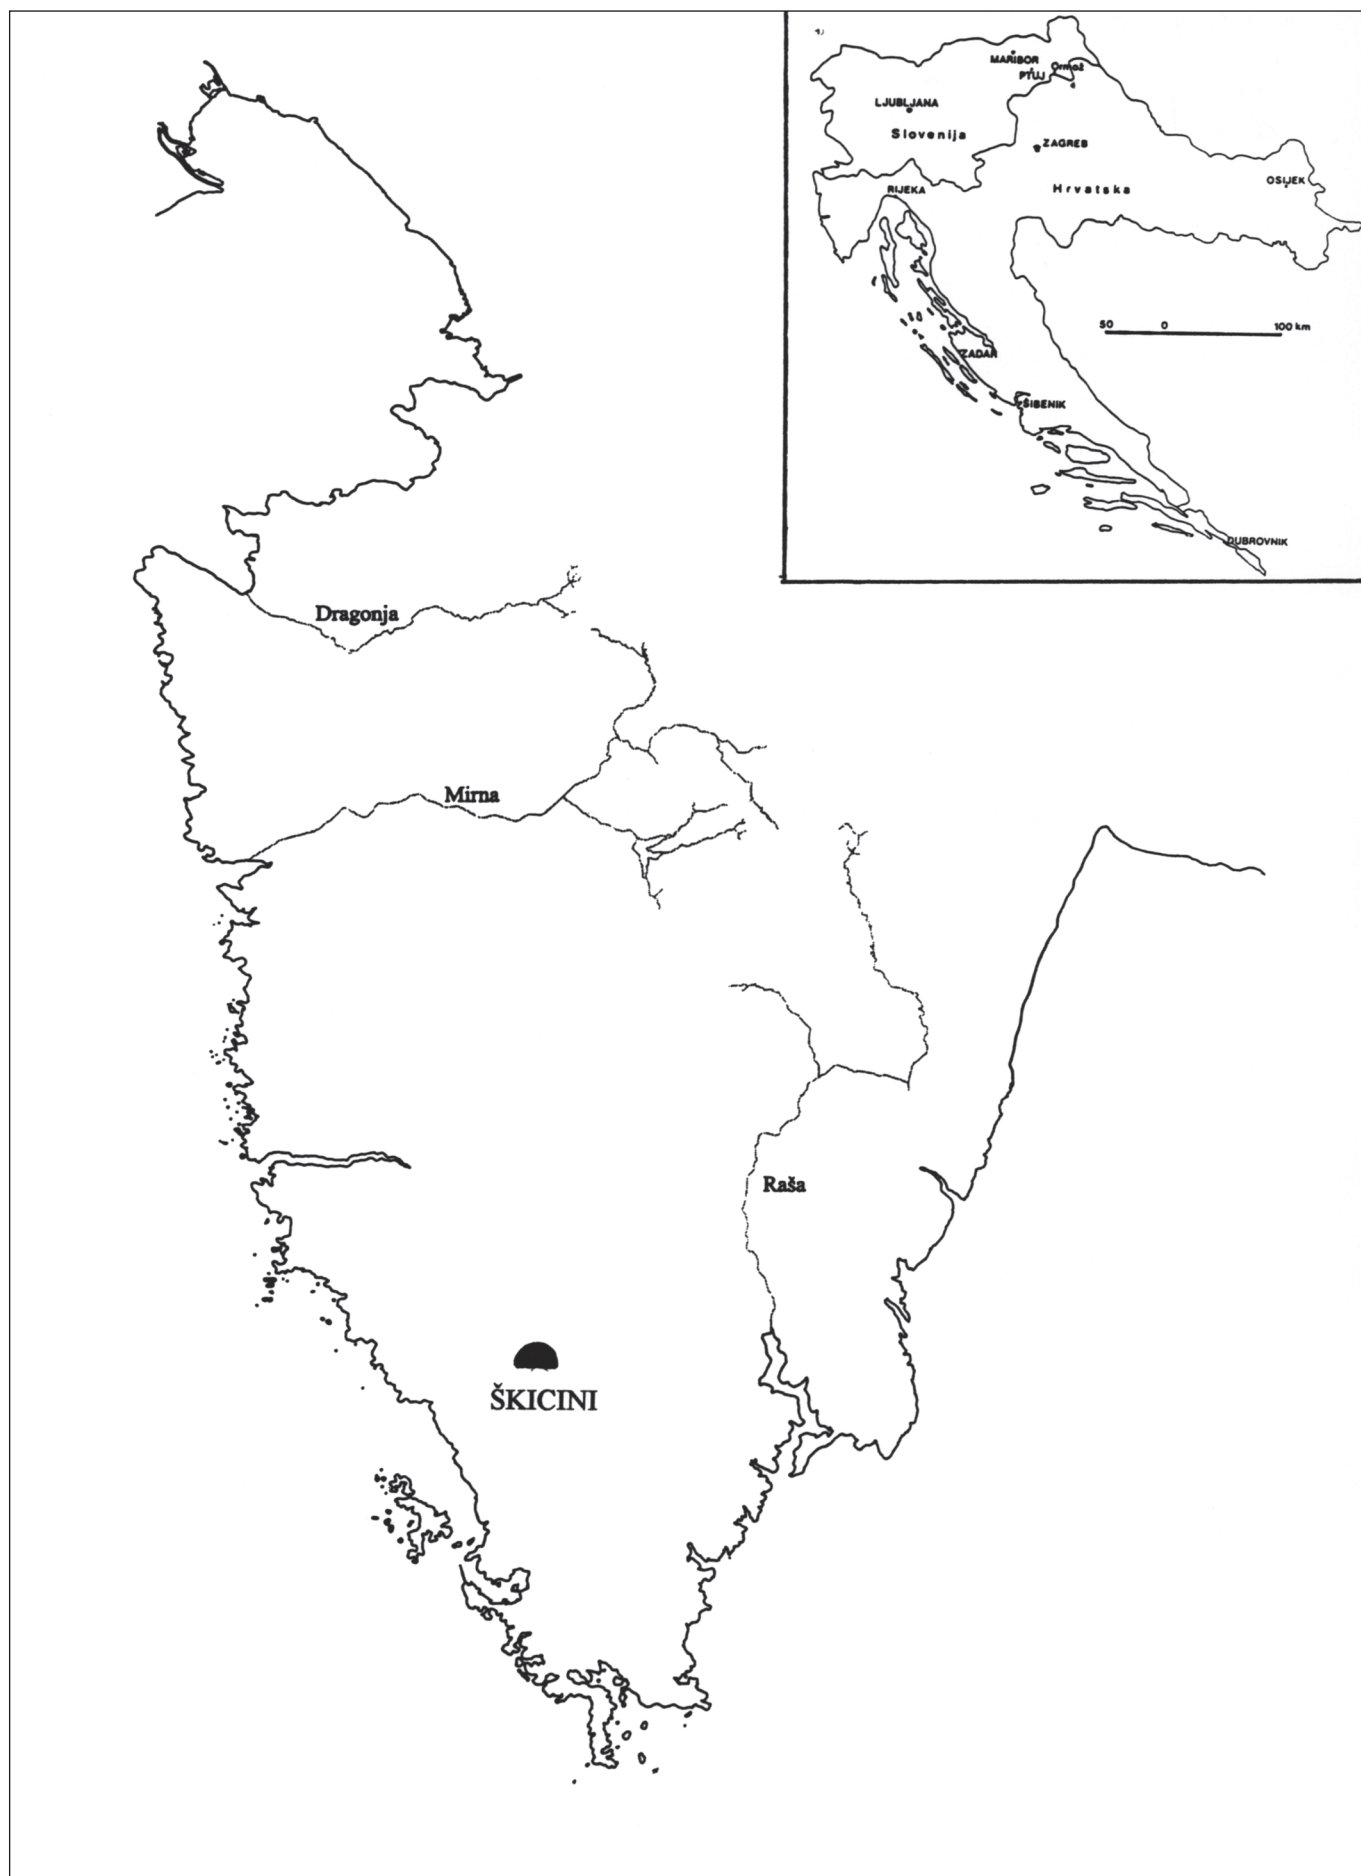 MARIBOR
PTUJ
Ormož
LJUBLJANA
Slovenija
ZAGREB
Hrvatska
OSIJEK
RIJEKA
50 0 100 km
ZADAR
ŠIBENIK
DUBROVNIK
Dragonja
Mirna
Raša
ŠKICINI